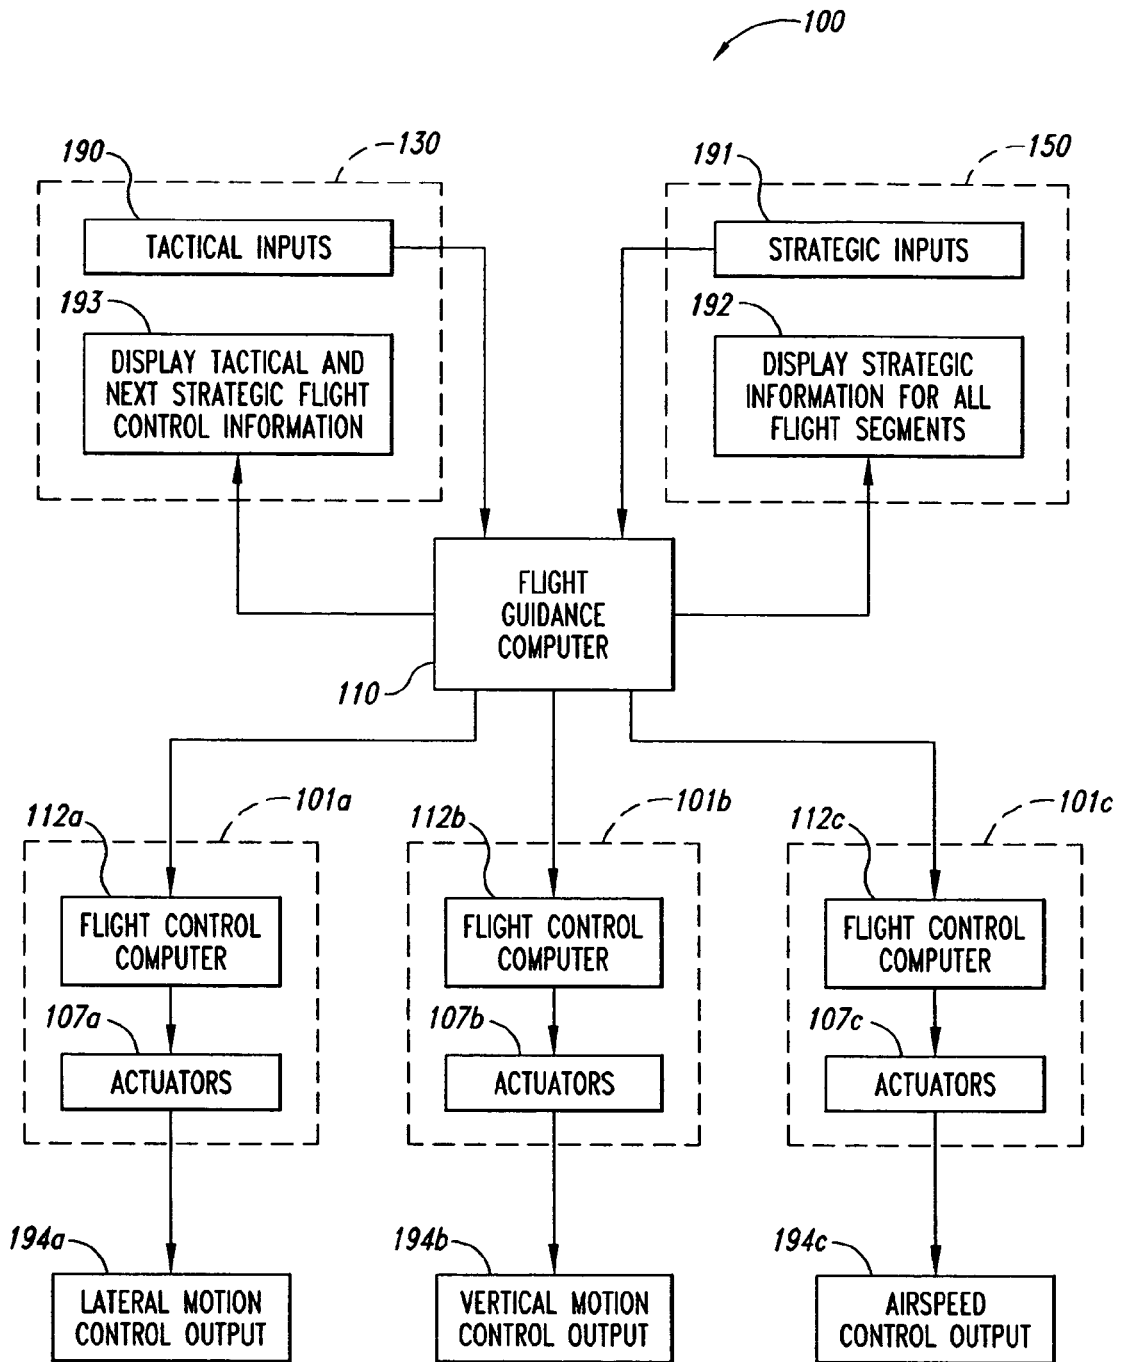 100
130
150
190
191
TACTICAL INPUTS
STRATEGIC INPUTS
193
192
DISPLAY TACTICAL AND
NEXT STRATEGIC FLIGHT
CONTROL INFORMATION
DISPLAY STRATEGIC
INFORMATION FOR ALL
FLIGHT SEGMENTS
FLIGHT
GUIDANCE
COMPUTER
110
101a
101b
101c
112a
112b
112c
FLIGHT CONTROL
COMPUTER
FLIGHT CONTROL
COMPUTER
FLIGHT CONTROL
COMPUTER
107a
107b
107c
ACTUATORS
ACTUATORS
ACTUATORS
194a
194b
194c
LATERAL MOTION
CONTROL OUTPUT
VERTICAL MOTION
CONTROL OUTPUT
AIRSPEED
CONTROL OUTPUT